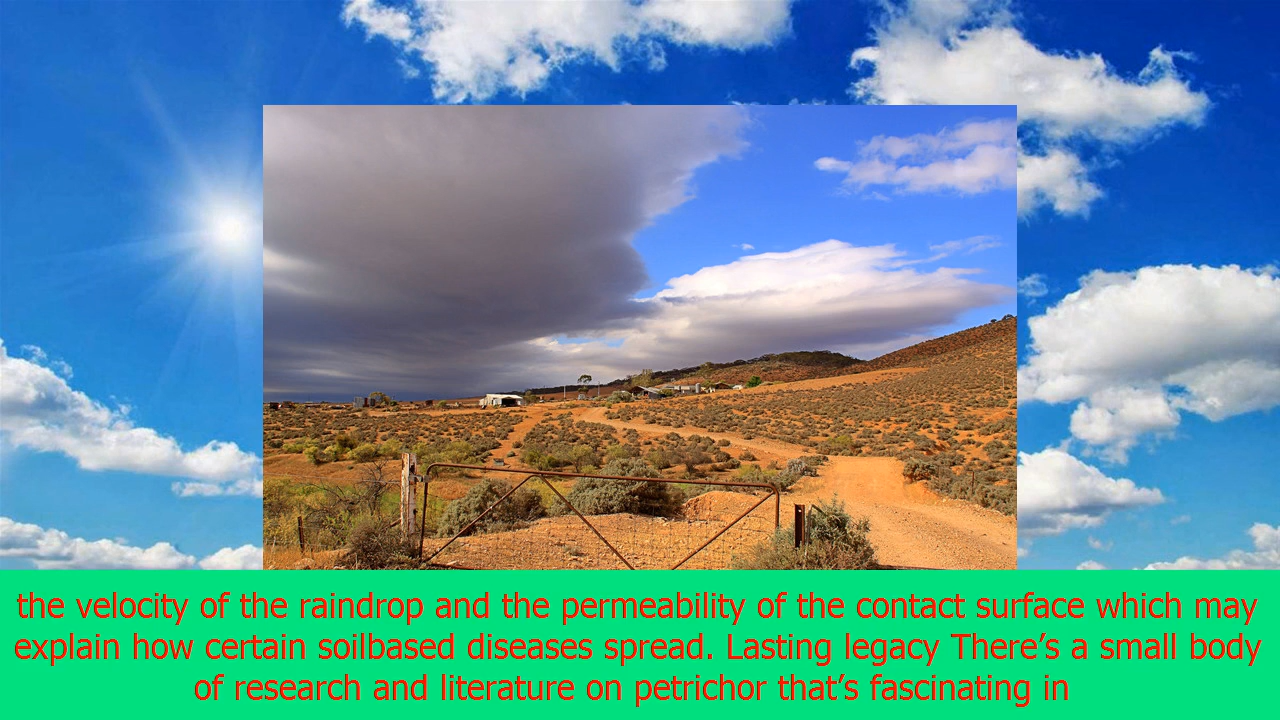 the velocity of the raindrop and the permeability of the contact surface which may
explain how certain soilbased diseases spread. Lasting legacy There’s a small body
of research and literature on petrichor that’s fascinating in